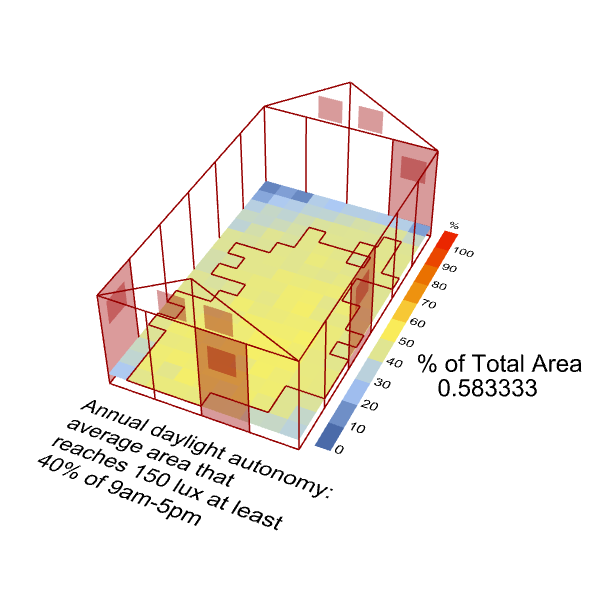 %
100
90
80
70
60
50
40
30
20
10
0
% of Total Area
0.583333
Annual daylight autonomy:
average area that
reaches 150 lux at least
40% of 9am-5pm